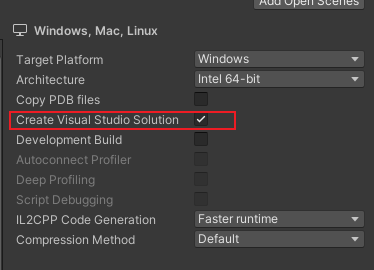 Add Open Scenes
Windows, Mac, Linux
Target Platform Windows
Architecture Intel 64-bit
Copy PDB files
Create Visual Studio Solution
Development Build
Autoconnect Profiler
Deep Profiling
Script Debugging
IL2CPP Code Generation Faster runtime
Compression Method Default